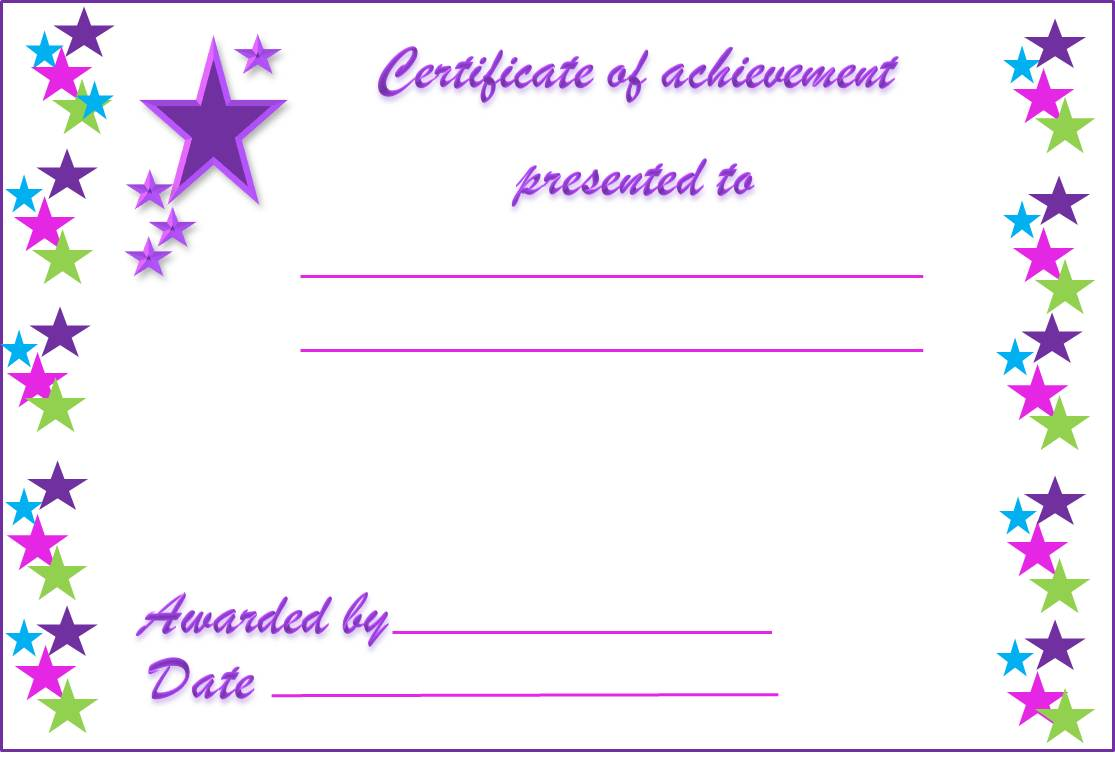 Certificate of achievement
presented to
Awarded by
Date